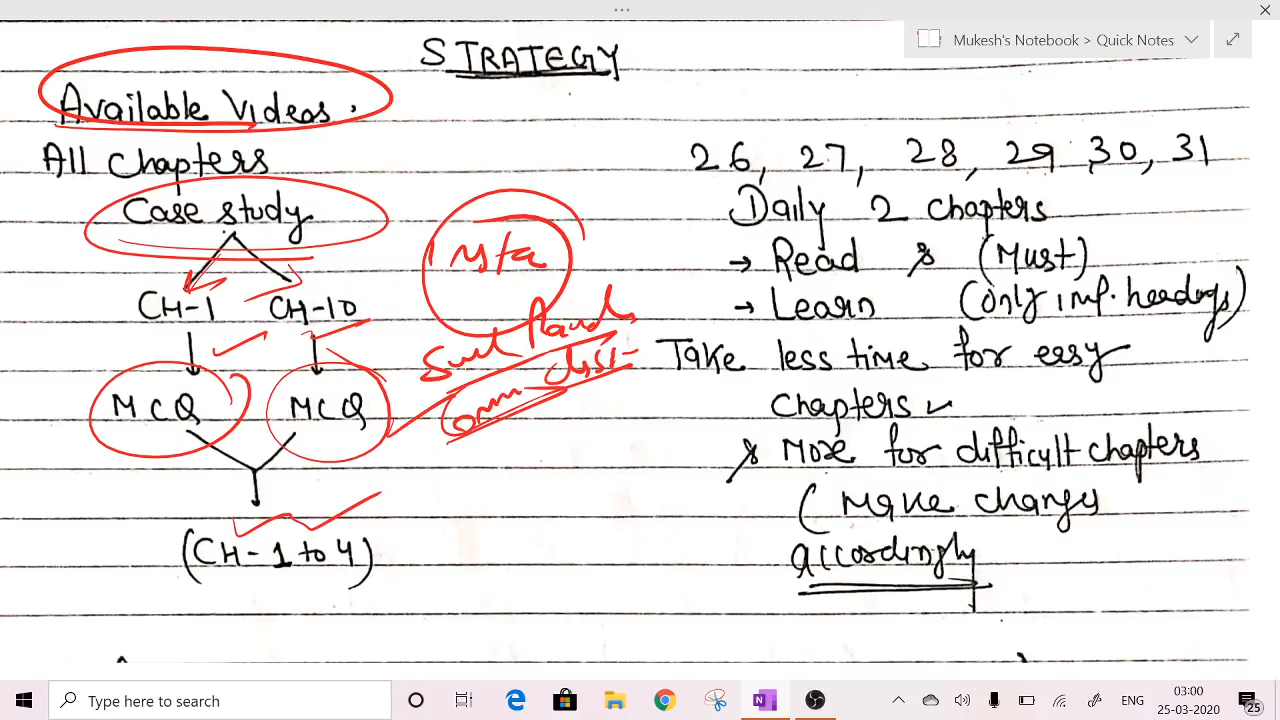 Mukesh's Notebook > Quick Notes
STRATEGY
Available Videos.
All Chapters
Case study
CH-1 CH-10
MCQ MCQ
(CH-1 to 4)
26, 27, 28, 29, 30, 31
Daily 2 chapters
→ Read & (Must)
→ Learn (Only imp. headings)
Take less time for easy
chapters ✓
& More for difficult chapters
(Make changes
accordingly
Type here to search
ENG
03:00
25-03-2020
25